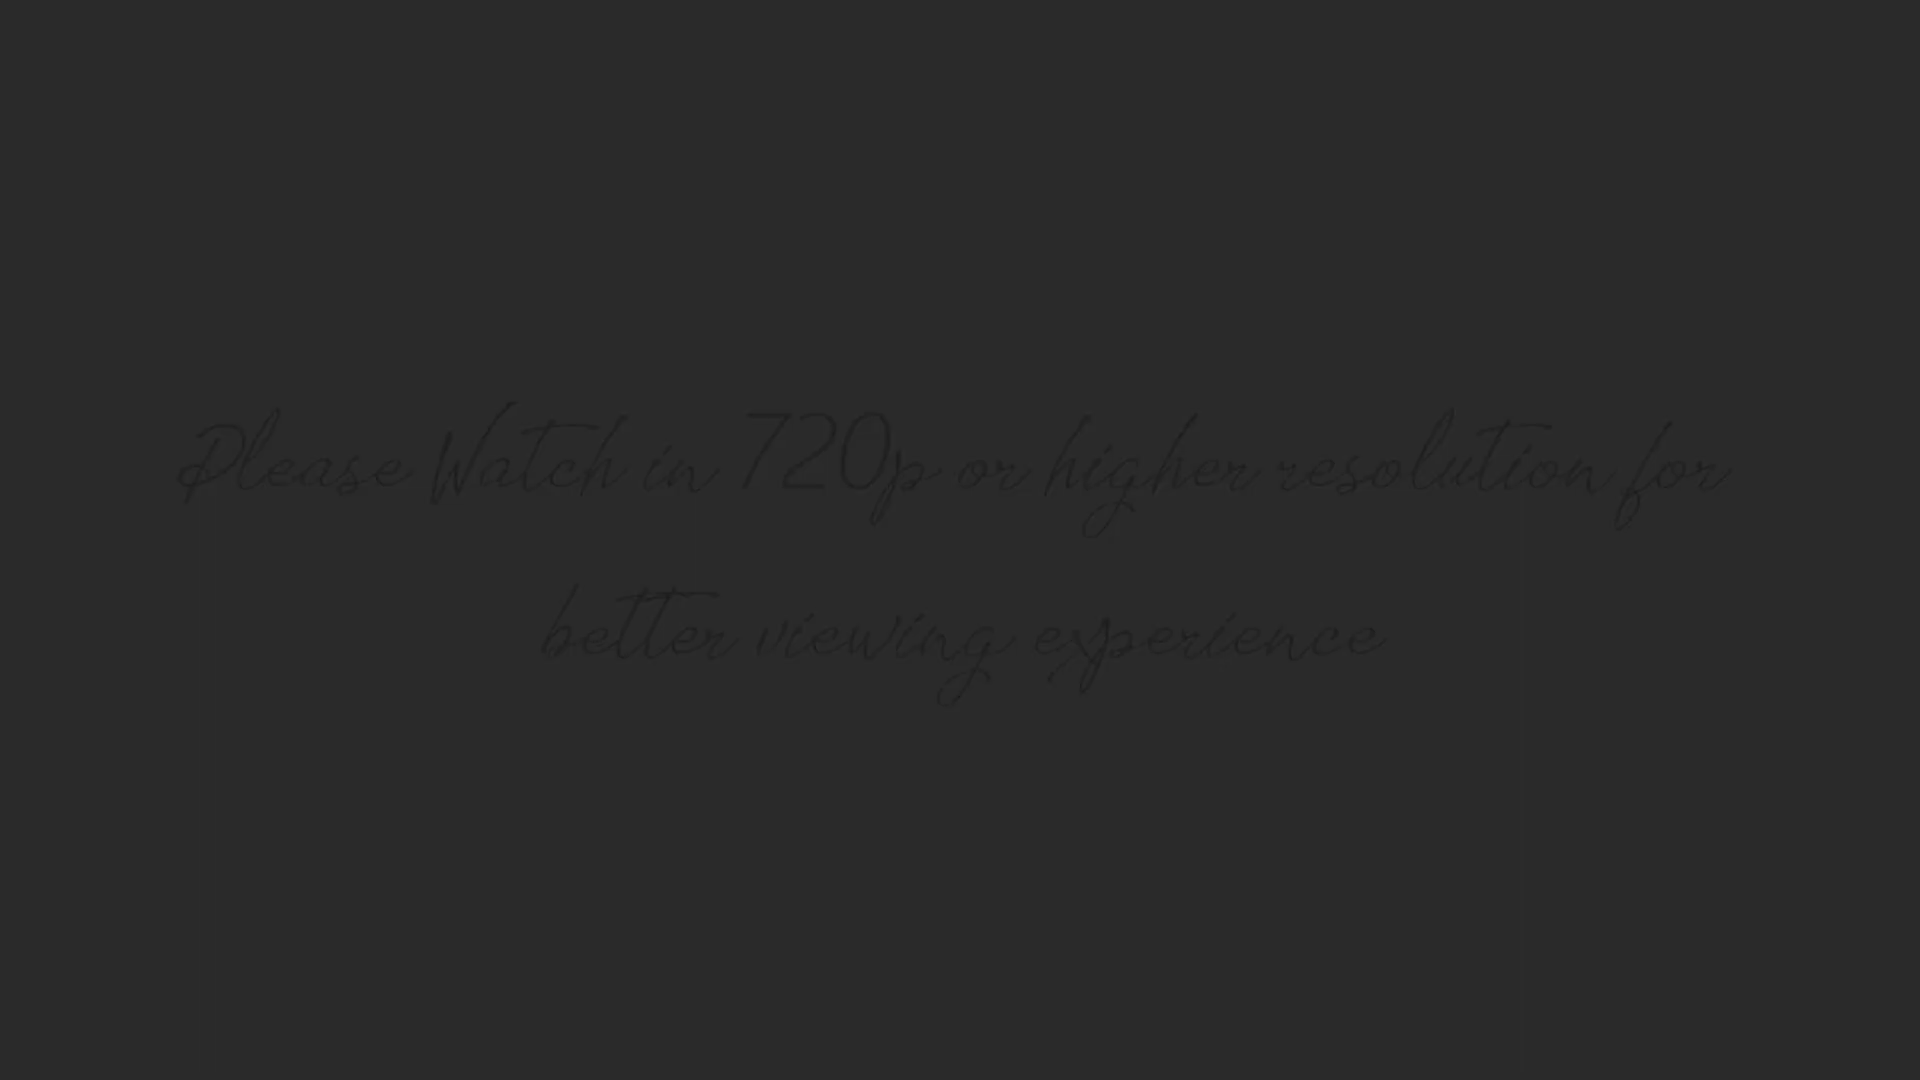 Please Watch in 720p or higher resolution for
better viewing experience